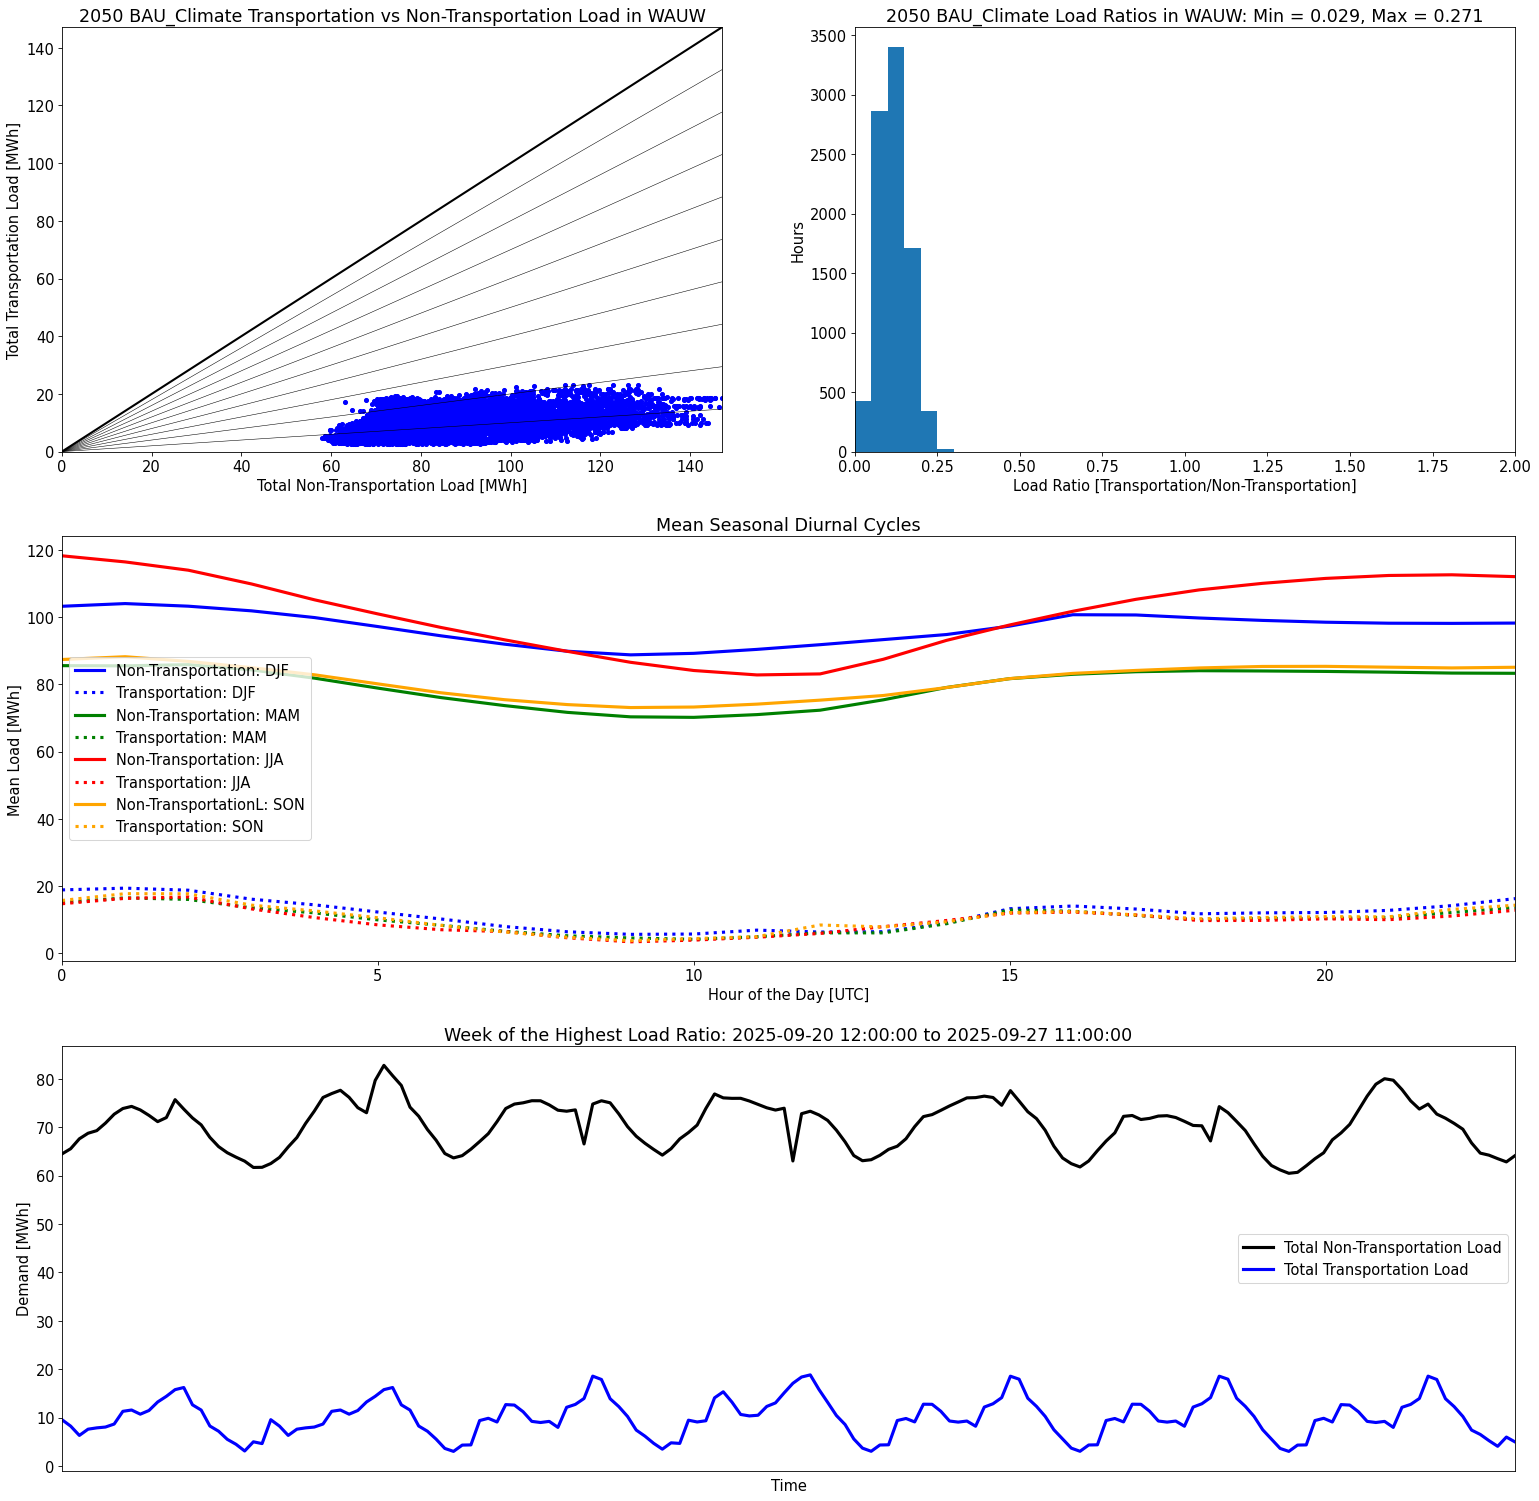 2050 BAU_Climate Transportation vs Non-Transportation Load in WAUW
140
120
100
80
60
40
20
0
Total Transportation Load [MWh]
0 20 40 60 80 100 120 140
Total Non-Transportation Load [MWh]
2050 BAU_Climate Load Ratios in WAUW: Min = 0.029, Max = 0.271
3500
3000
2500
2000
1500
1000
500
0
Hours
0.00 0.25 0.50 0.75 1.00 1.25 1.50 1.75 2.00
Load Ratio [Transportation/Non-Transportation]
Mean Seasonal Diurnal Cycles
120
100
80
60
40
20
0
Mean Load [MWh]
Non-Transportation: DJF
Transportation: DJF
Non-Transportation: MAM
Transportation: MAM
Non-Transportation: JJA
Transportation: JJA
Non-TransportationL: SON
Transportation: SON
0 5 10 15 20
Hour of the Day [UTC]
Week of the Highest Load Ratio: 2025-09-20 12:00:00 to 2025-09-27 11:00:00
80
70
60
50
40
30
20
10
0
Demand [MWh]
Total Non-Transportation Load
Total Transportation Load
Time